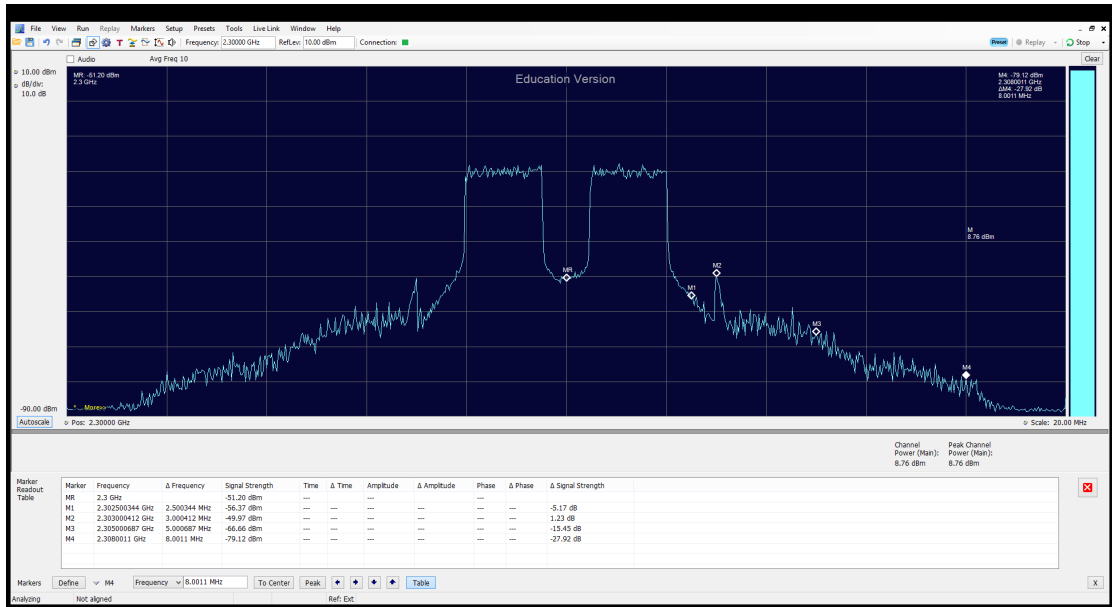 File View Run Replay Markers Setup Presets Tools Live Link Window Help
Frequency: 2.30000 GHz RefLev: 10.00 dBm Connection: Preset Replay Stop
Audio Avg Freq 10 Clear
10.00 dBm
dB/div:
10.0 dB
MR: -51.20 dBm
2.3 GHz
Education Version
M4: -79.12 dBm
2.3080011 GHz
ΔM4: -27.92 dB
8.0011 MHz
M
8.76 dBm
MR
M2
M1
M3
M4
-90.00 dBm
* More>>
Autoscale Pos: 2.30000 GHz Scale: 20.00 MHz
Channel Power (Main): 8.76 dBm
Peak Channel Power (Main): 8.76 dBm
Marker Readout Table
Marker Frequency Δ Frequency Signal Strength Time Δ Time Amplitude Δ Amplitude Phase Δ Phase Δ Signal Strength
MR 2.3 GHz -51.20 dBm --- --- ---
M1 2.302500344 GHz 2.500344 MHz -56.37 dBm --- --- --- --- --- --- -5.17 dB
M2 2.303000412 GHz 3.000412 MHz -49.97 dBm --- --- --- --- --- --- 1.23 dB
M3 2.305000687 GHz 5.000687 MHz -66.66 dBm --- --- --- --- --- --- -15.45 dB
M4 2.3080011 GHz 8.0011 MHz -79.12 dBm --- --- --- --- --- --- -27.92 dB
Markers Define M4 Frequency 8.0011 MHz To Center Peak Table X
Analyzing Not aligned Ref: Ext